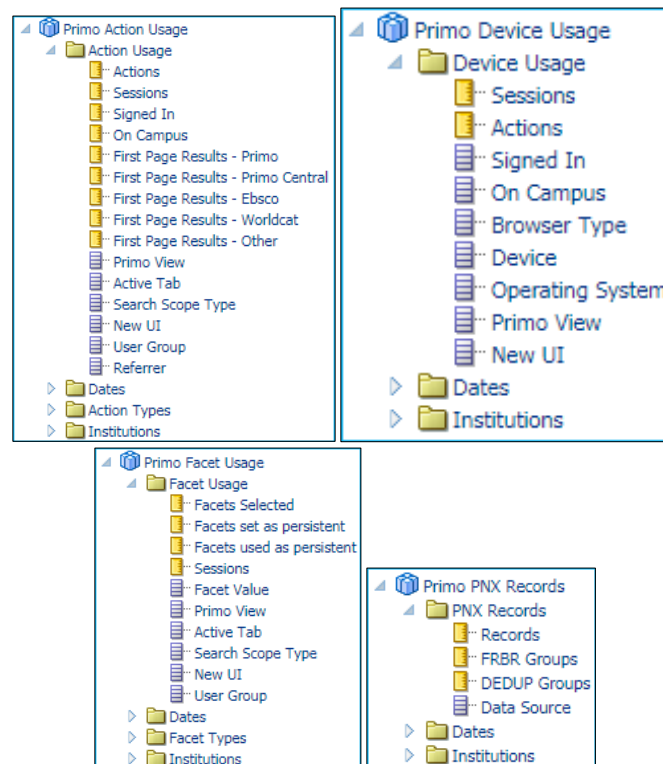 Primo Action Usage
Action Usage
Actions
Sessions
Signed In
On Campus
First Page Results - Primo
First Page Results - Primo Central
First Page Results - Ebsco
First Page Results - Worldcat
First Page Results - Other
Primo View
Active Tab
Search Scope Type
New UI
User Group
Referrer
Dates
Action Types
Institutions
Primo Device Usage
Device Usage
Sessions
Actions
Signed In
On Campus
Browser Type
Device
Operating System
Primo View
New UI
Dates
Institutions
Primo Facet Usage
Facet Usage
Facets Selected
Facets set as persistent
Facets used as persistent
Sessions
Facet Value
Primo View
Active Tab
Search Scope Type
New UI
User Group
Dates
Facet Types
Institutions
Primo PNX Records
PNX Records
Records
FRBR Groups
DEDUP Groups
Data Source
Dates
Institutions